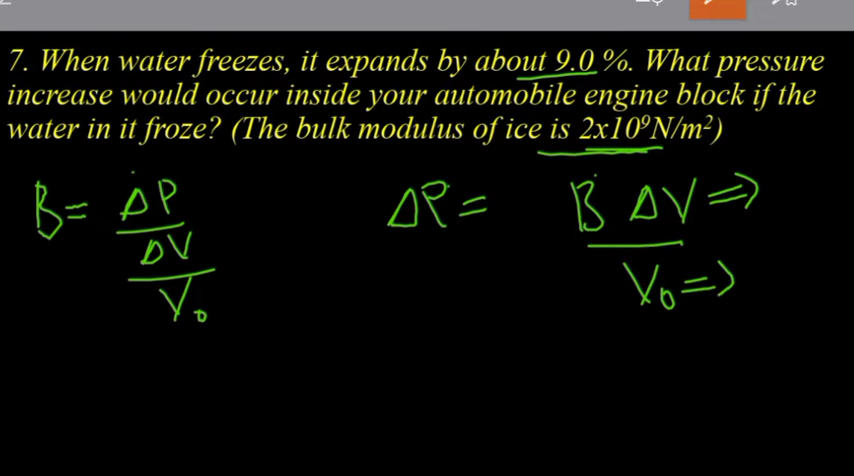 7. When water freezes, it expands by about 9.0 %. What pressure
increase would occur inside your automobile engine block if the
water in it froze? (The bulk modulus of ice is 2x10⁹N/m²)
B = ΔP / ΔV / V₀
ΔP = B ΔV ⇒ / V₀ ⇒